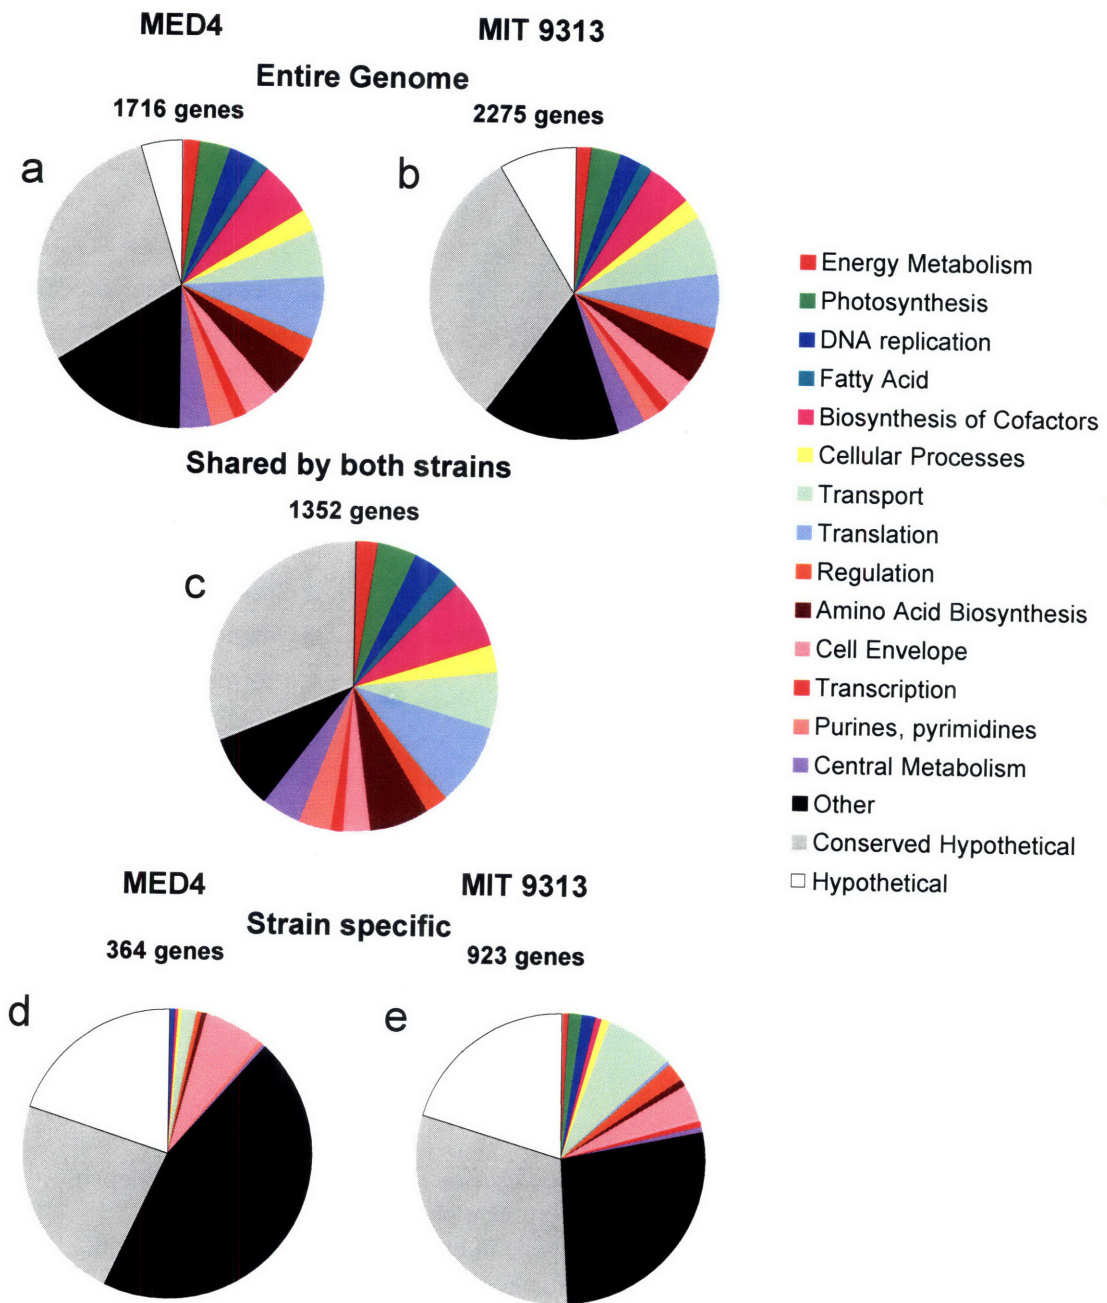 MED4
MIT 9313
Entire Genome
1716 genes
2275 genes
a
b
Shared by both strains
1352 genes
c
Energy Metabolism
Photosynthesis
DNA replication
Fatty Acid
Biosynthesis of Cofactors
Cellular Processes
Transport
Translation
Regulation
Amino Acid Biosynthesis
Cell Envelope
Transcription
Purines, pyrimidines
Central Metabolism
Other
Conserved Hypothetical
Hypothetical
MED4
MIT 9313
Strain specific
364 genes
923 genes
d
e